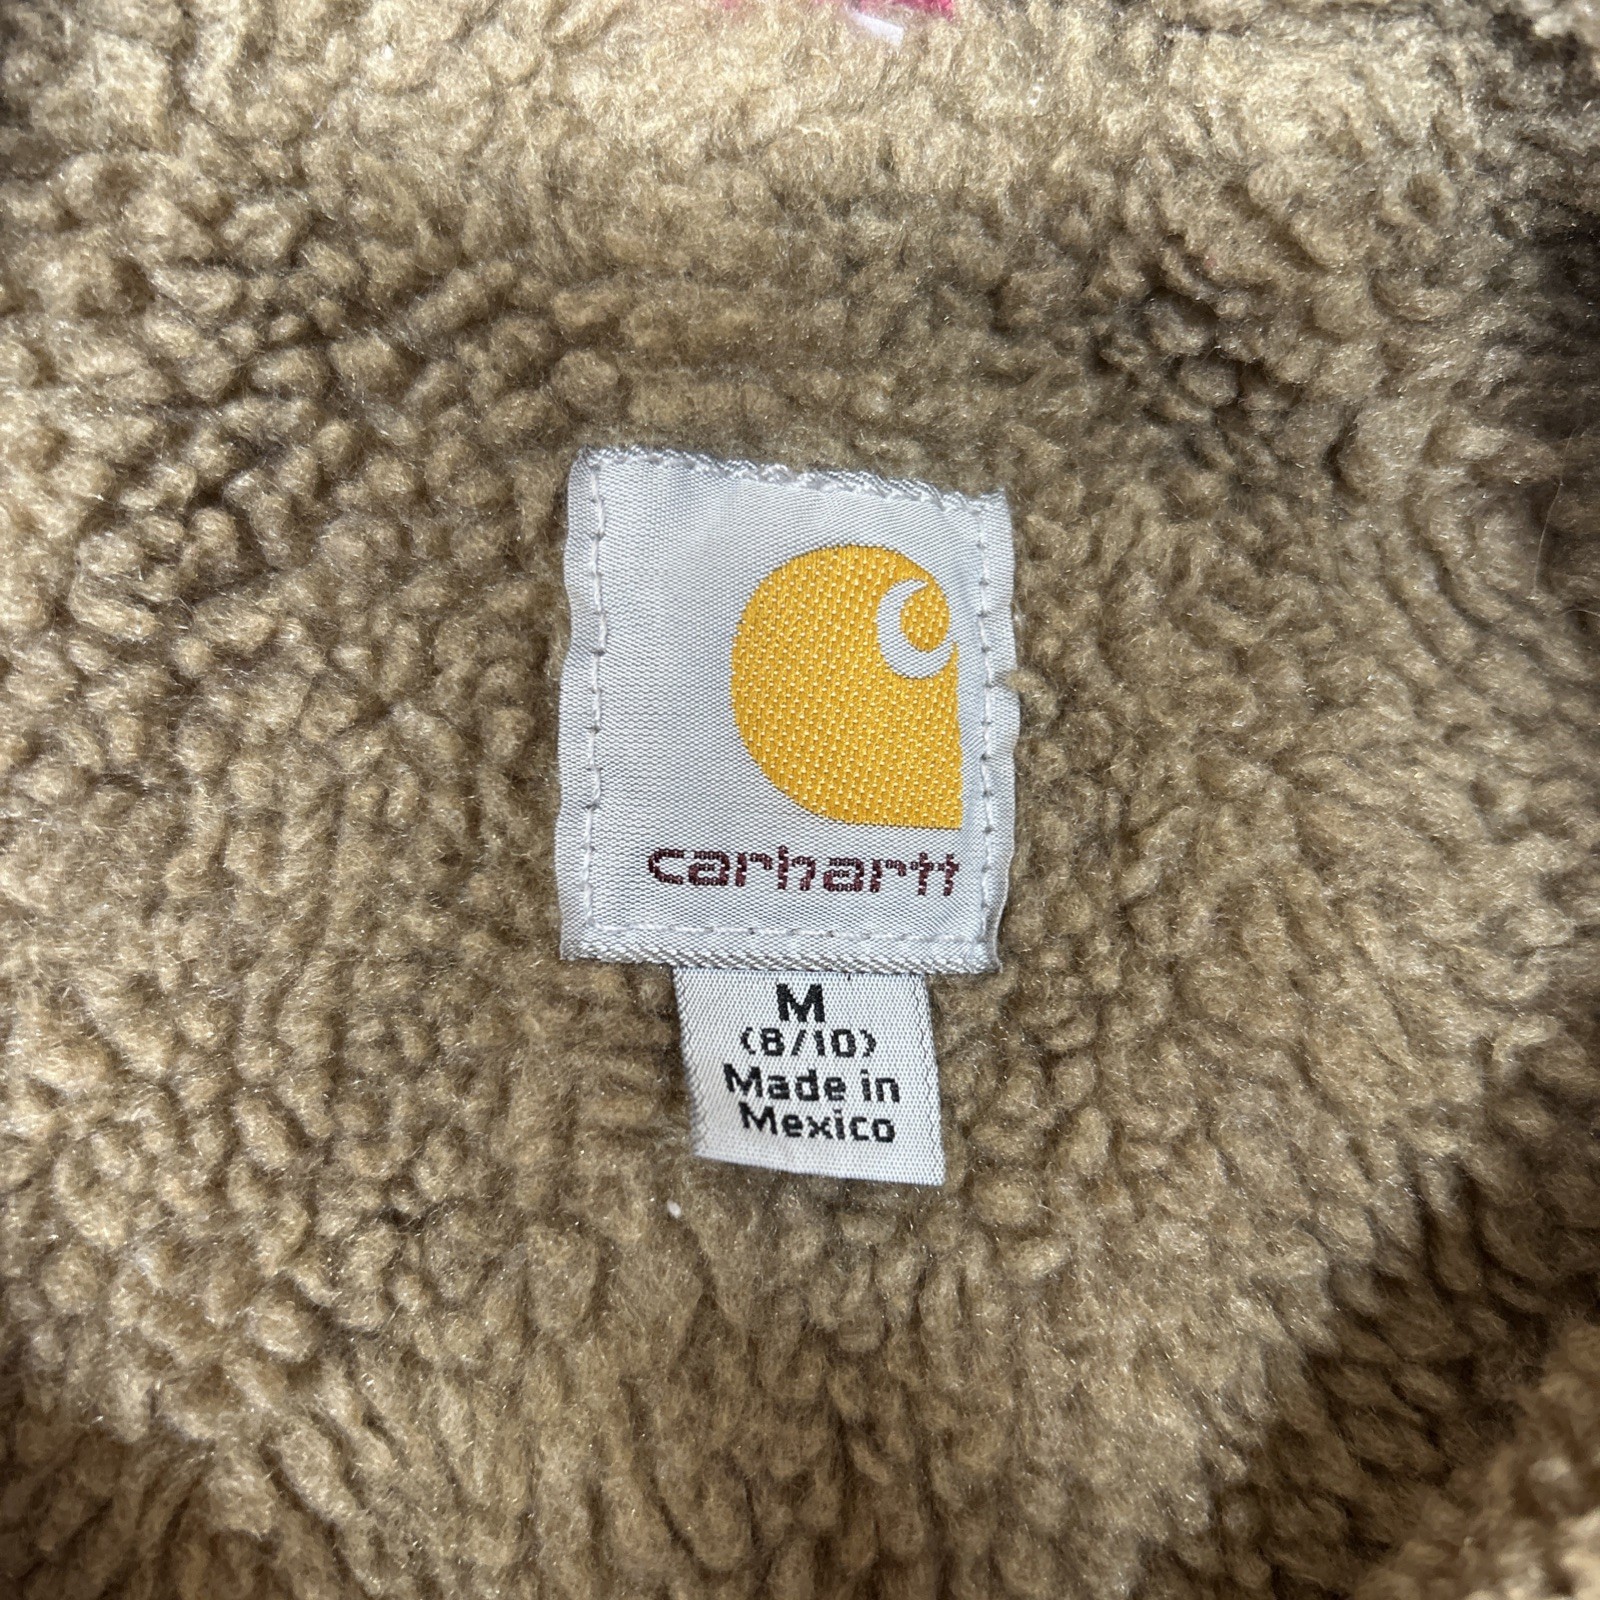 carhartt
M
(8/10)
Made in
Mexico